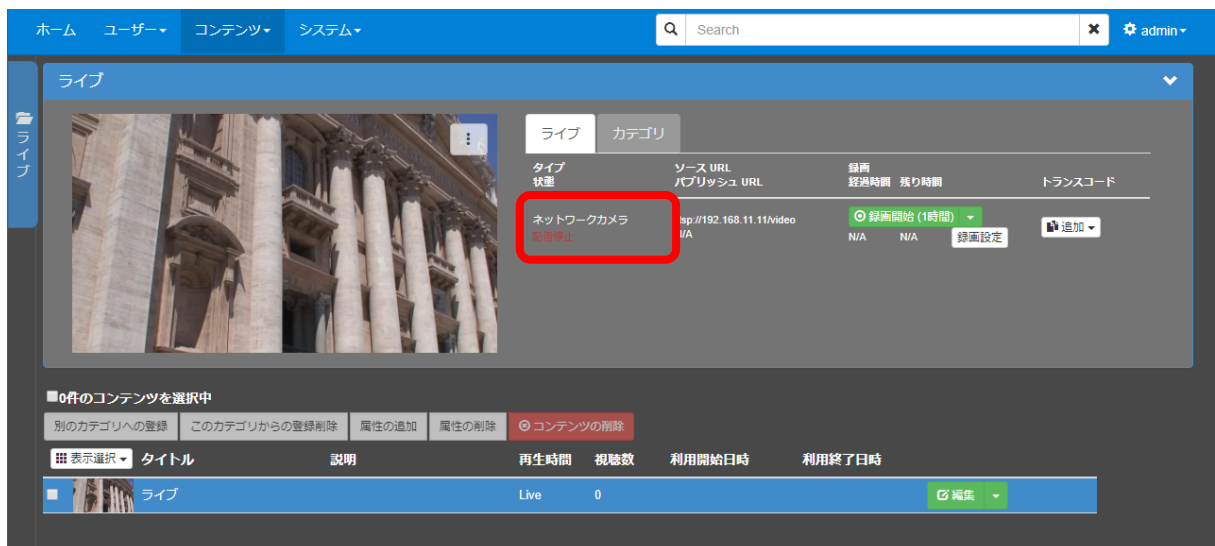 ホーム ユーザー コンテンツ システム Search admin
ライブ
ライブ
ライブ カテゴリ
タイプ ソース URL 録画
状態 パブリッシュ URL 経過時間 残り時間 トランスコード
ネットワークカメラ sp://192.168.11.11/video 録画開始 (1時間) 追加
配信停止 /A N/A N/A 録画設定
0件のコンテンツを選択中
別のカテゴリへの登録 このカテゴリからの登録削除 属性の追加 属性の削除 コンテンツの削除
表示選択 タイトル 説明 再生時間 視聴数 利用開始日時 利用終了日時
ライブ Live 0 編集